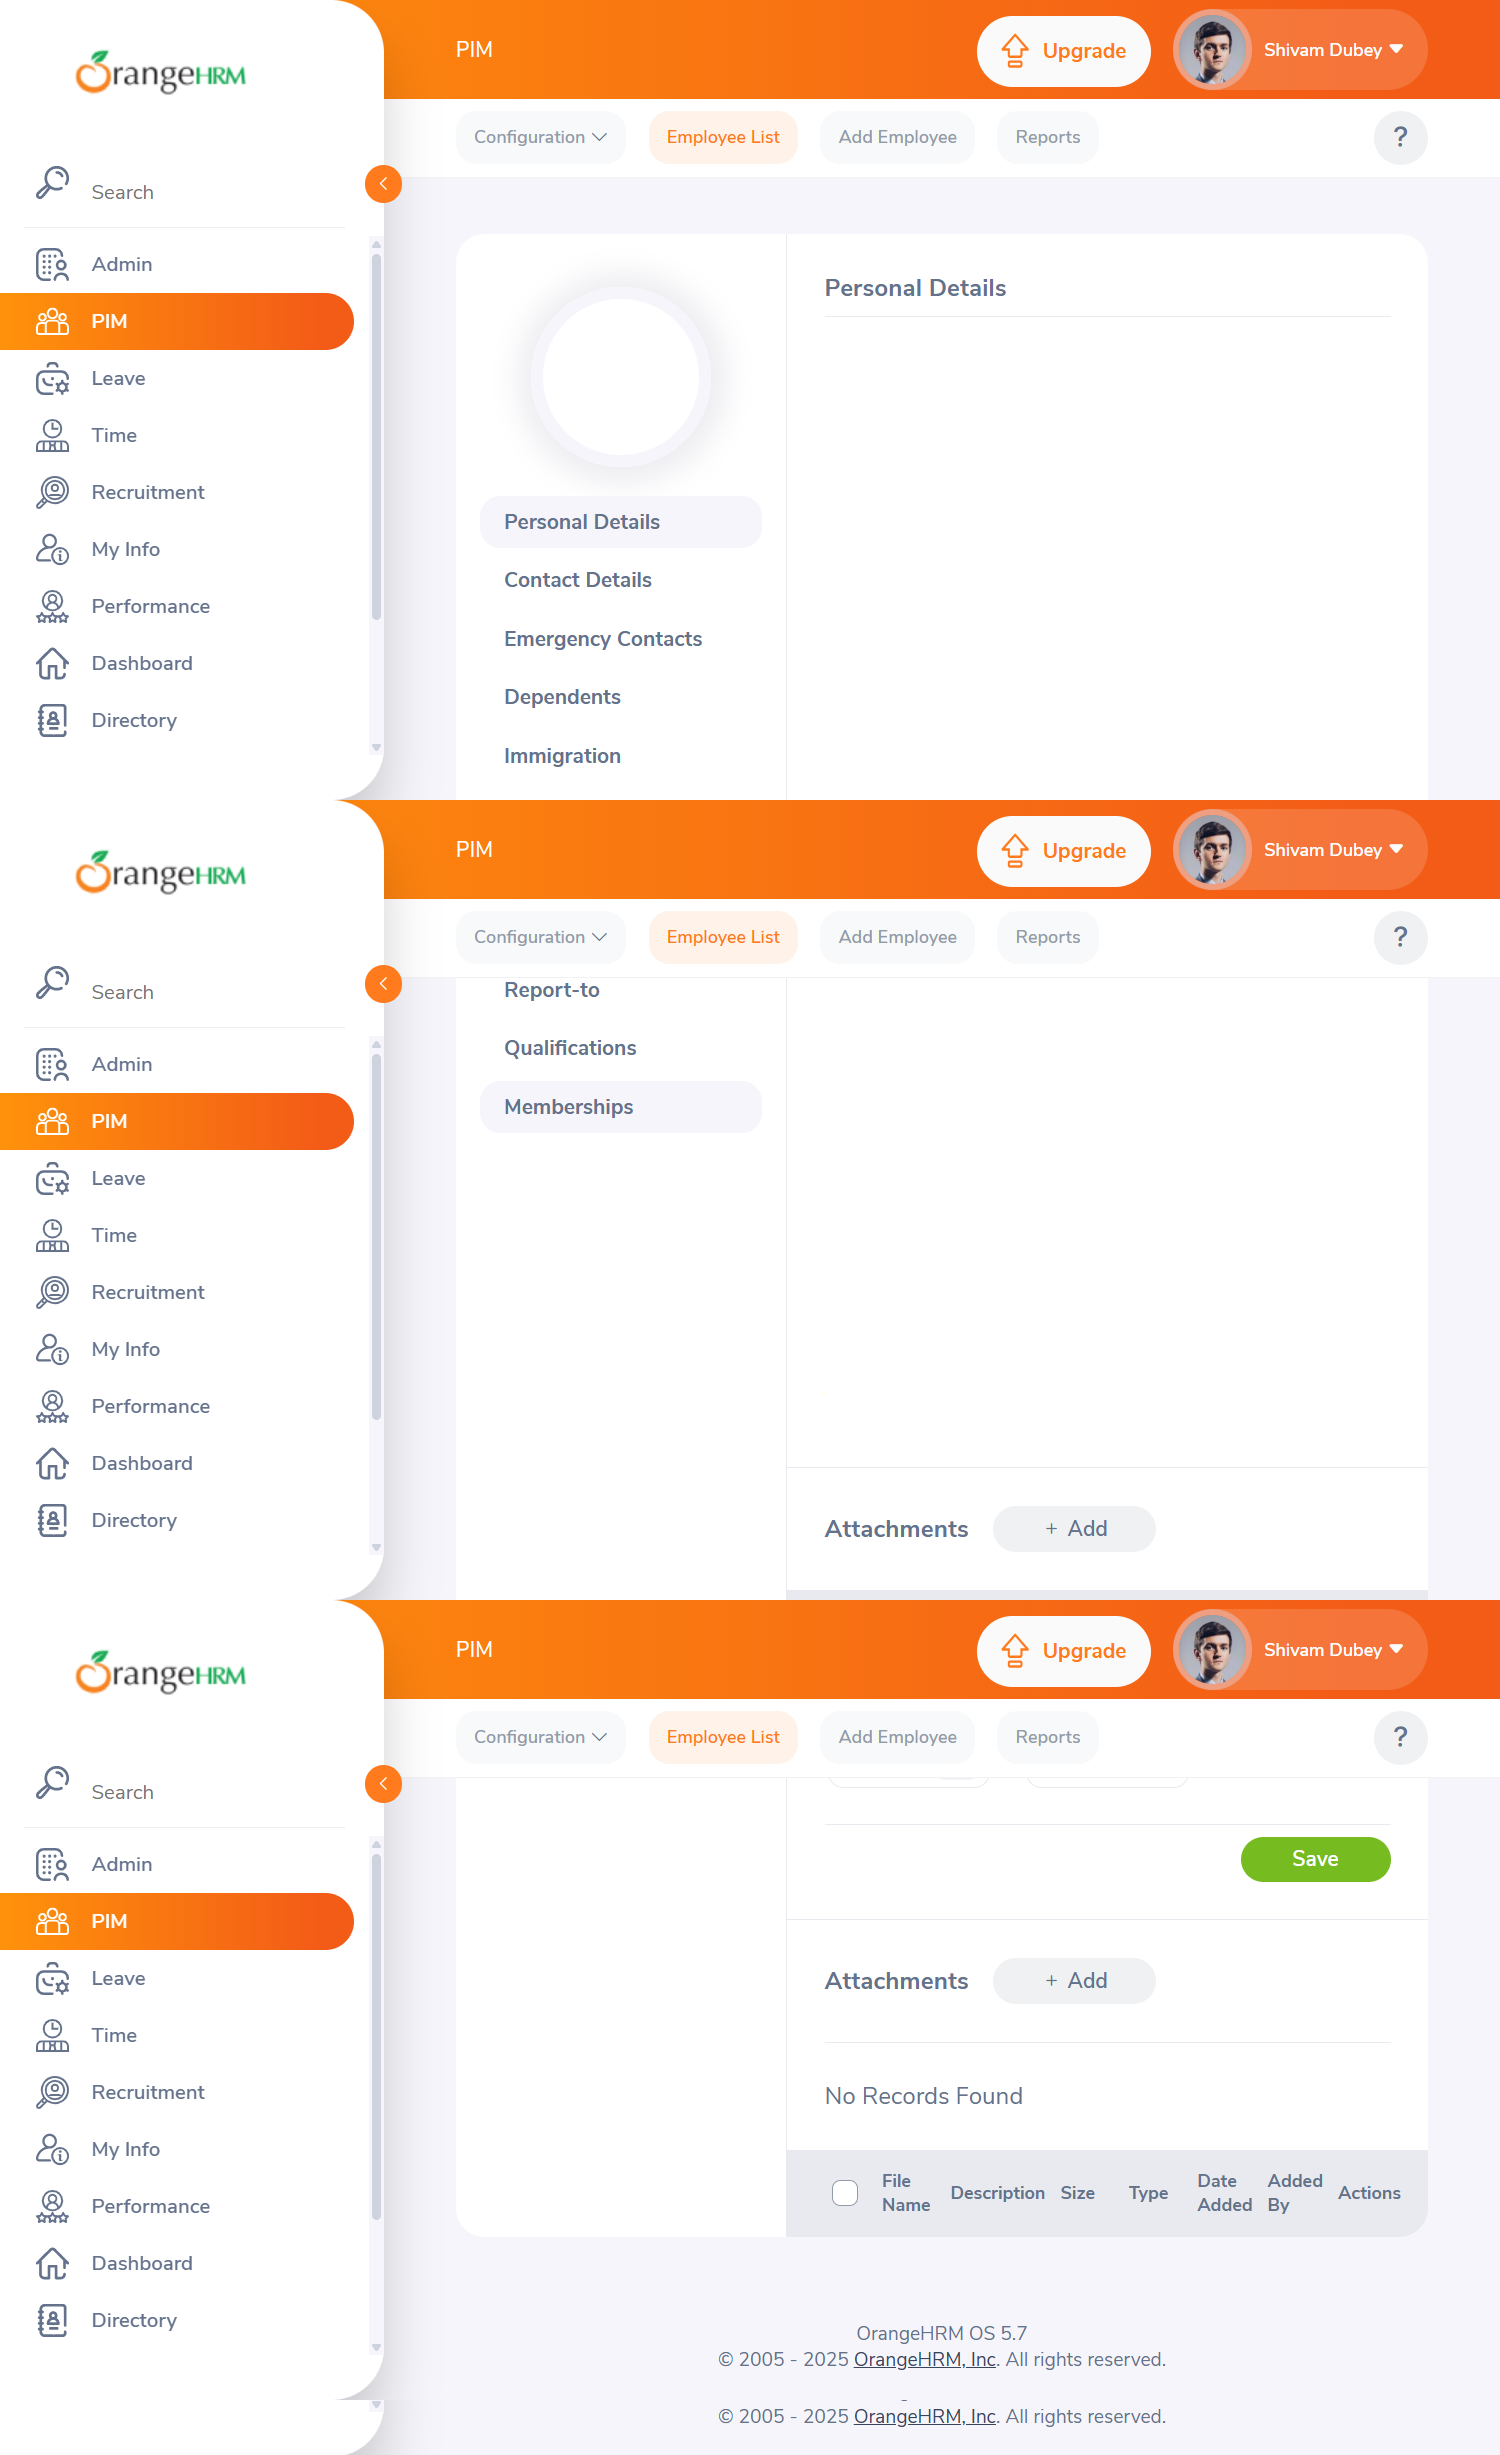 OrangeHRM
PIM
Upgrade
Shivam Dubey
Configuration
Employee List
Add Employee
Reports
?
Search
Admin
PIM
Leave
Time
Recruitment
My Info
Performance
Dashboard
Directory
Personal Details
Personal Details
Contact Details
Emergency Contacts
Dependents
Immigration
OrangeHRM
PIM
Upgrade
Shivam Dubey
Configuration
Employee List
Add Employee
Reports
?
Search
Admin
PIM
Leave
Time
Recruitment
My Info
Performance
Dashboard
Directory
Report-to
Qualifications
Memberships
Attachments
+ Add
OrangeHRM
PIM
Upgrade
Shivam Dubey
Configuration
Employee List
Add Employee
Reports
?
Search
Admin
PIM
Leave
Time
Recruitment
My Info
Performance
Dashboard
Directory
Save
Attachments
+ Add
No Records Found
File Name
Description
Size
Type
Date Added
Added By
Actions
OrangeHRM OS 5.7
© 2005 - 2025 OrangeHRM, Inc. All rights reserved.
© 2005 - 2025 OrangeHRM, Inc. All rights reserved.